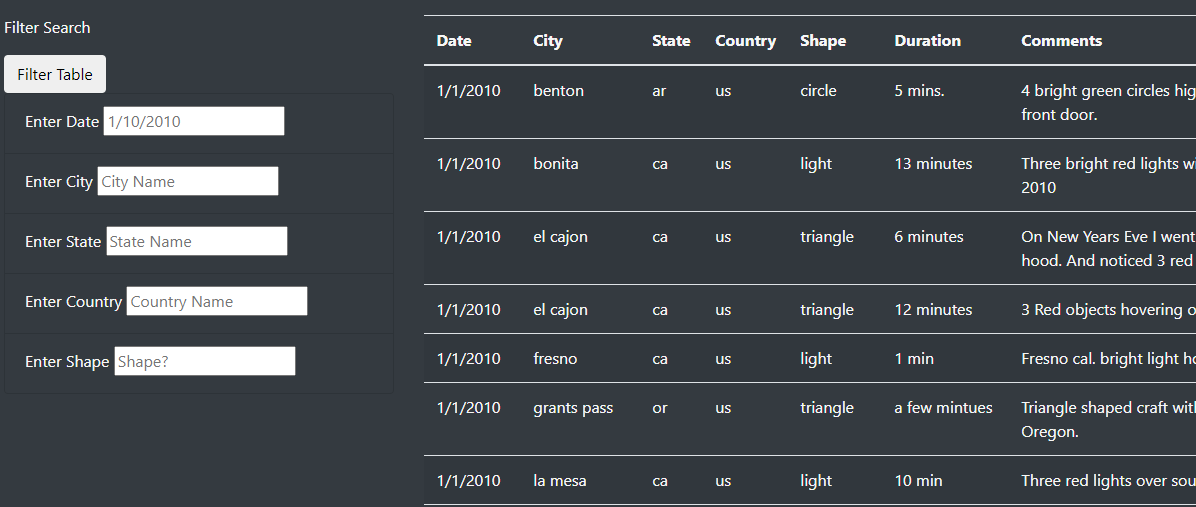 Filter Search
Filter Table
Enter Date 1/10/2010
Enter City City Name
Enter State State Name
Enter Country Country Name
Enter Shape Shape?
Date City State Country Shape Duration Comments
1/1/2010 benton ar us circle 5 mins. 4 bright green circles
front door.
1/1/2010 bonita ca us light 13 minutes Three bright red lights
2010
1/1/2010 el cajon ca us triangle 6 minutes On New Years Eve I went
hood. And noticed 3 red
1/1/2010 el cajon ca us triangle 12 minutes 3 Red objects hovering
1/1/2010 fresno ca us light 1 min Fresno cal. bright light
1/1/2010 grants pass or us triangle a few mintues Triangle shaped craft
Oregon.
1/1/2010 la mesa ca us light 10 min Three red lights over